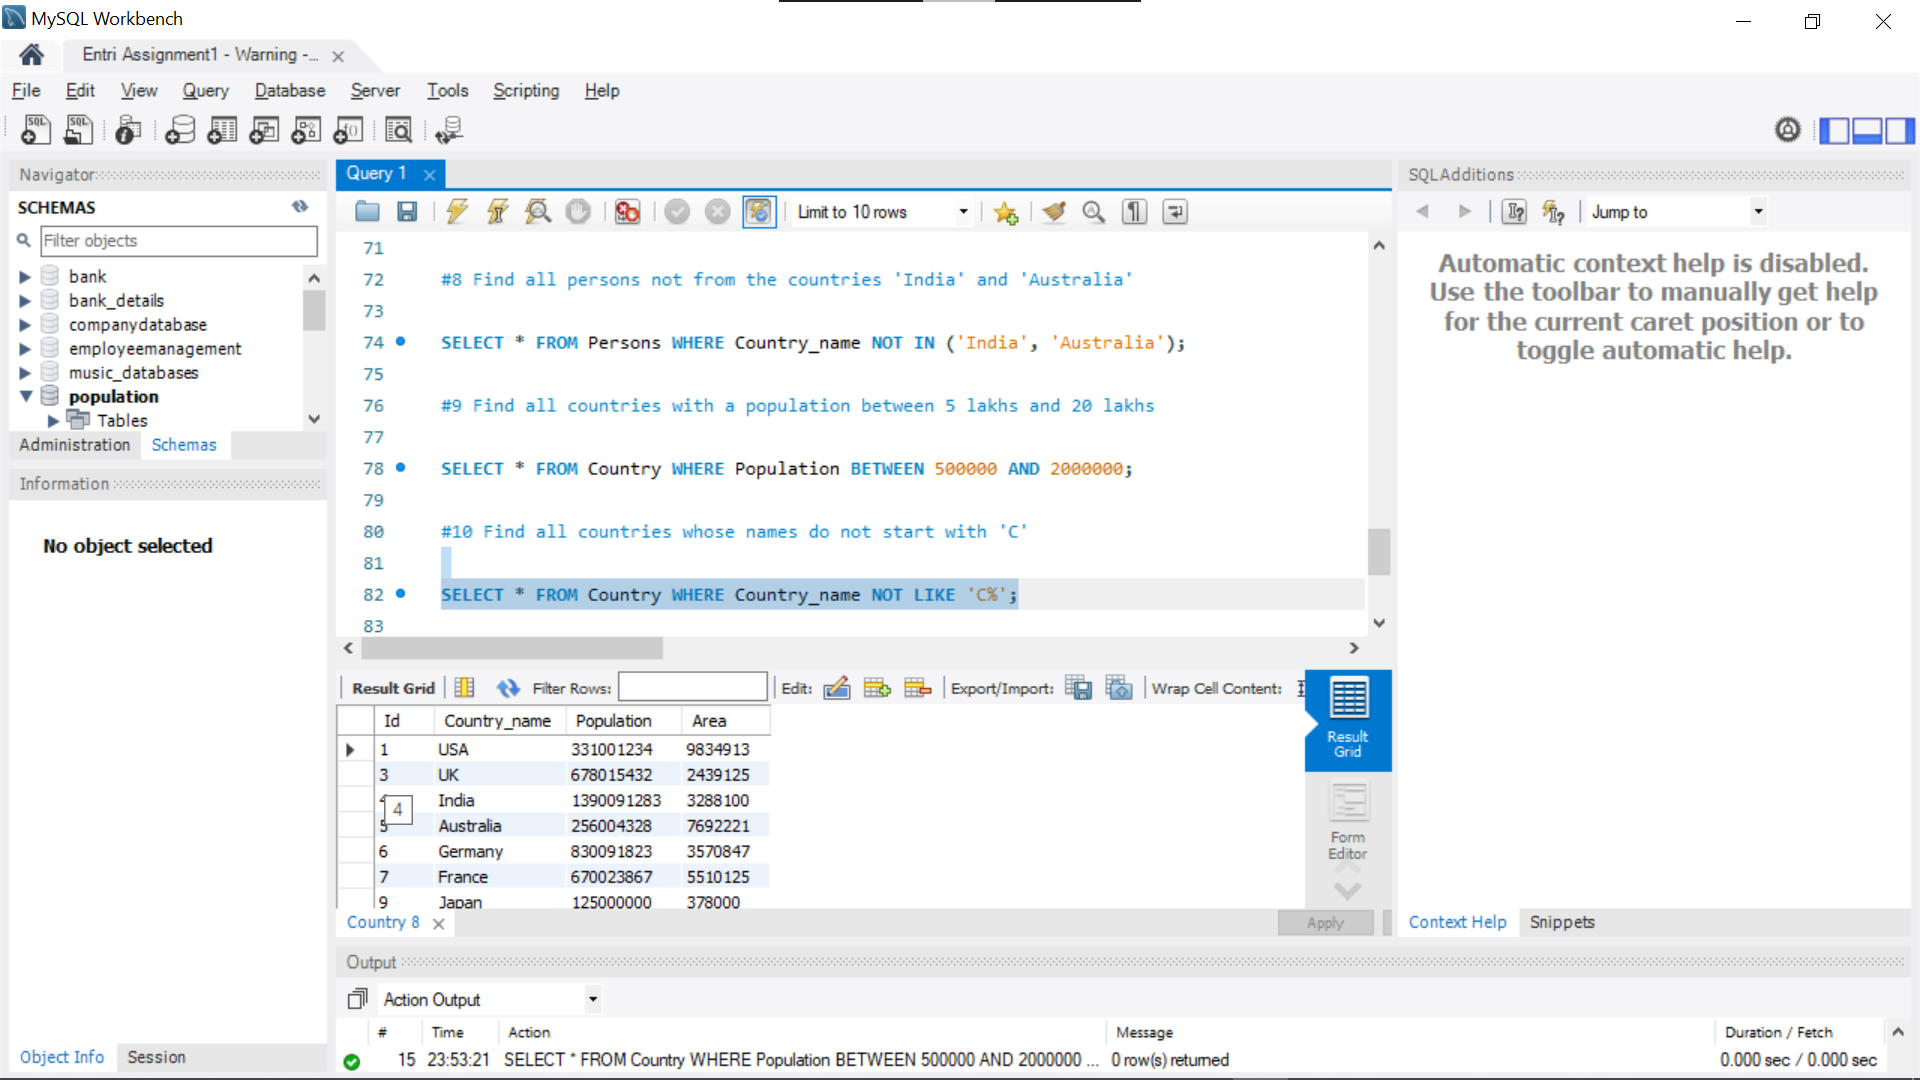 MySQL Workbench
Entri Assignment1 - Warning -...
File Edit View Query Database Server Tools Scripting Help
Navigator
SCHEMAS
Filter objects
bank
bank_details
companydatabase
employeemanagement
music_databases
population
Tables
Administration Schemas
Information
No object selected
Object Info Session
Query 1
Limit to 10 rows
71
72 #8 Find all persons not from the countries 'India' and 'Australia'
73
74 SELECT * FROM Persons WHERE Country_name NOT IN ('India', 'Australia');
75
76 #9 Find all countries with a population between 5 lakhs and 20 lakhs
77
78 SELECT * FROM Country WHERE Population BETWEEN 500000 AND 2000000;
79
80 #10 Find all countries whose names do not start with 'C'
81
82 SELECT * FROM Country WHERE Country_name NOT LIKE 'C%';
83
Result Grid Filter Rows: Edit: Export/Import: Wrap Cell Content:
Id Country_name Population Area
1 USA 331001234 9834913
3 UK 678015432 2439125
4 India 1390091283 3288100
4
5 Australia 256004328 7692221
6 Germany 830091823 3570847
7 France 670023867 5510125
9 Japan 125000000 378000
Result
Grid
Form
Editor
Country 8 Apply
SQLAdditions
Jump to
Automatic context help is disabled.
Use the toolbar to manually get help
for the current caret position or to
toggle automatic help.
Context Help Snippets
Output
Action Output
# Time Action Message Duration / Fetch
15 23:53:21 SELECT * FROM Country WHERE Population BETWEEN 500000 AND 2000000 ... 0 row(s) returned 0.000 sec / 0.000 sec